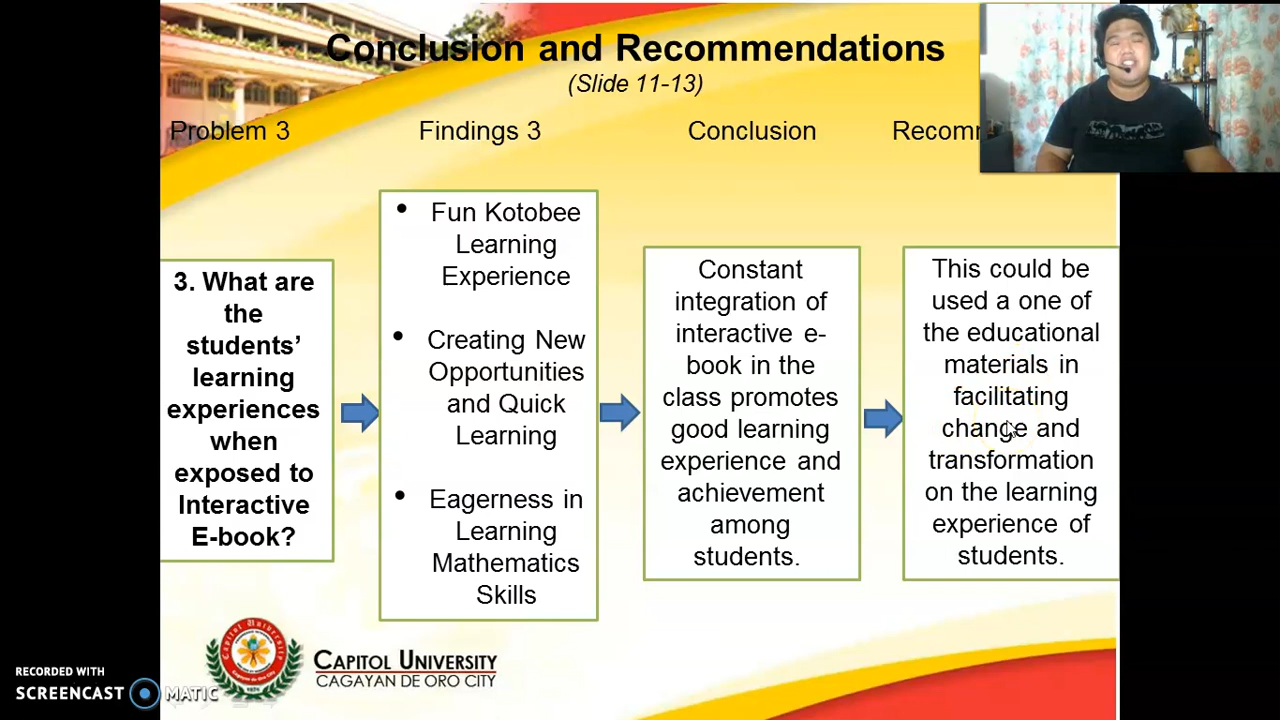 Conclusion and Recommendations
(Slide 11-13)
Problem 3
Findings 3
Conclusion
3. What are
the
students’
learning
experiences
when
exposed to
Interactive
E-book?
• Fun Kotobee
Learning
Experience
• Creating New
Opportunities
and Quick
Learning
• Eagerness in
Learning
Mathematics
Skills
Constant
integration of
interactive e-
book in the
class promotes
good learning
experience and
achievement
among
students.
This could be
used a one of
the educational
materials in
facilitating
change and
transformation
on the learning
experience of
students.
CAPITOL UNIVERSITY
CAGAYAN DE ORO CITY
RECORDED WITH
SCREENCAST MATIC